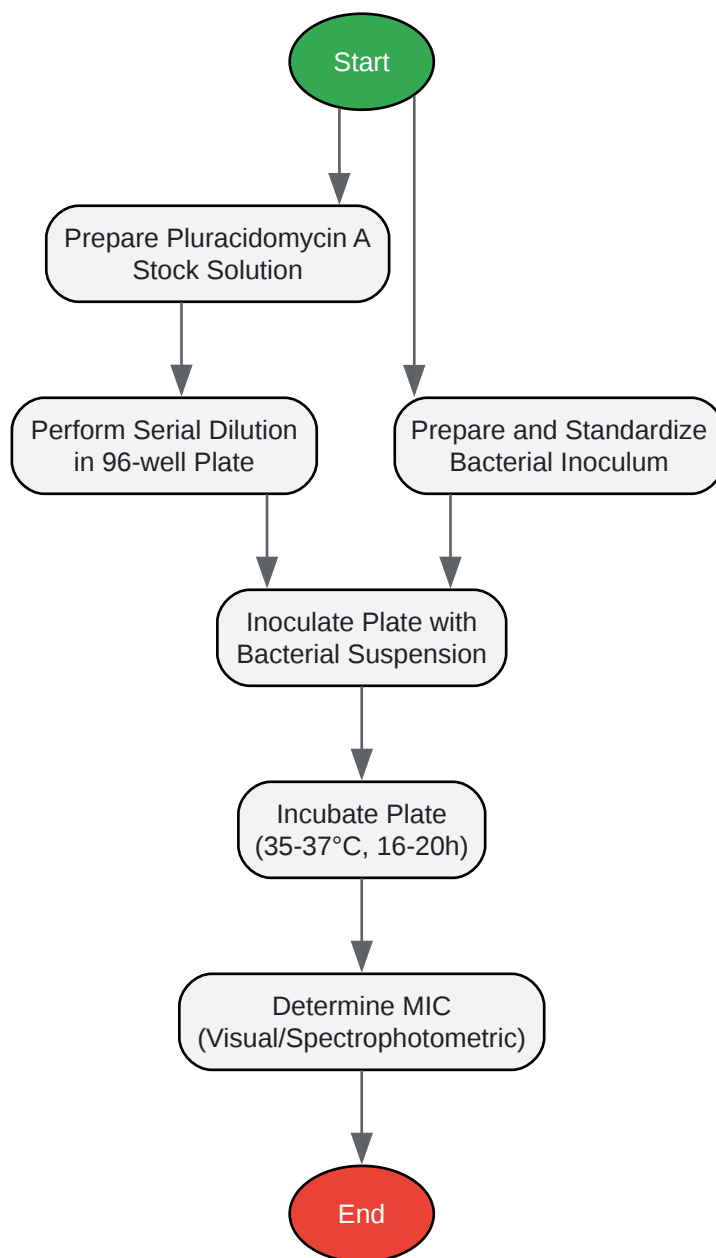 Start
Prepare Pluracidomycin A
Stock Solution
Perform Serial Dilution
in 96-well Plate
Prepare and Standardize
Bacterial Inoculum
Inoculate Plate with
Bacterial Suspension
Incubate Plate
(35-37°C, 16-20h)
Determine MIC
(Visual/Spectrophotometric)
End